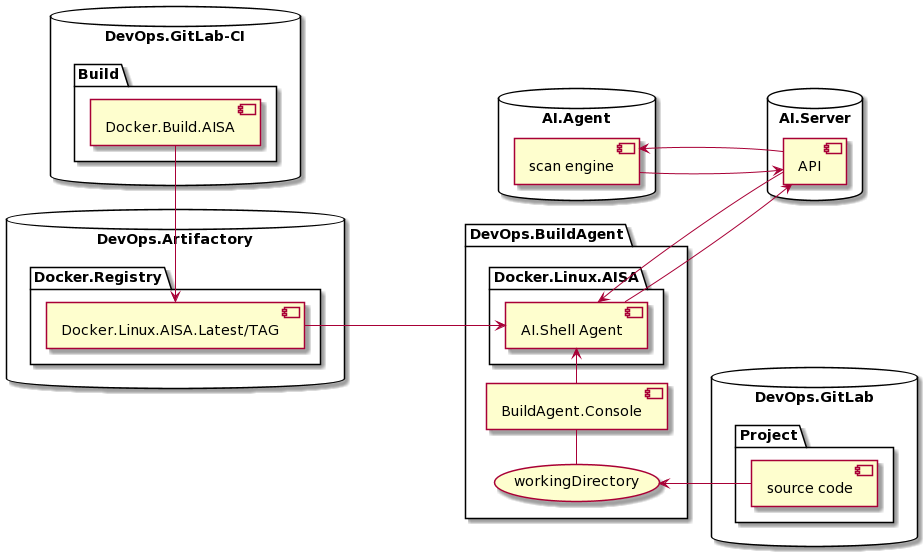 DevOps.GitLab-CI
Build
Docker.Build.AISA
AI.Agent
scan engine
AI.Server
API
DevOps.Artifactory
Docker.Registry
Docker.Linux.AISA.Latest/TAG
DevOps.BuildAgent
Docker.Linux.AISA
AI.Shell Agent
BuildAgent.Console
workingDirectory
DevOps.GitLab
Project
source code